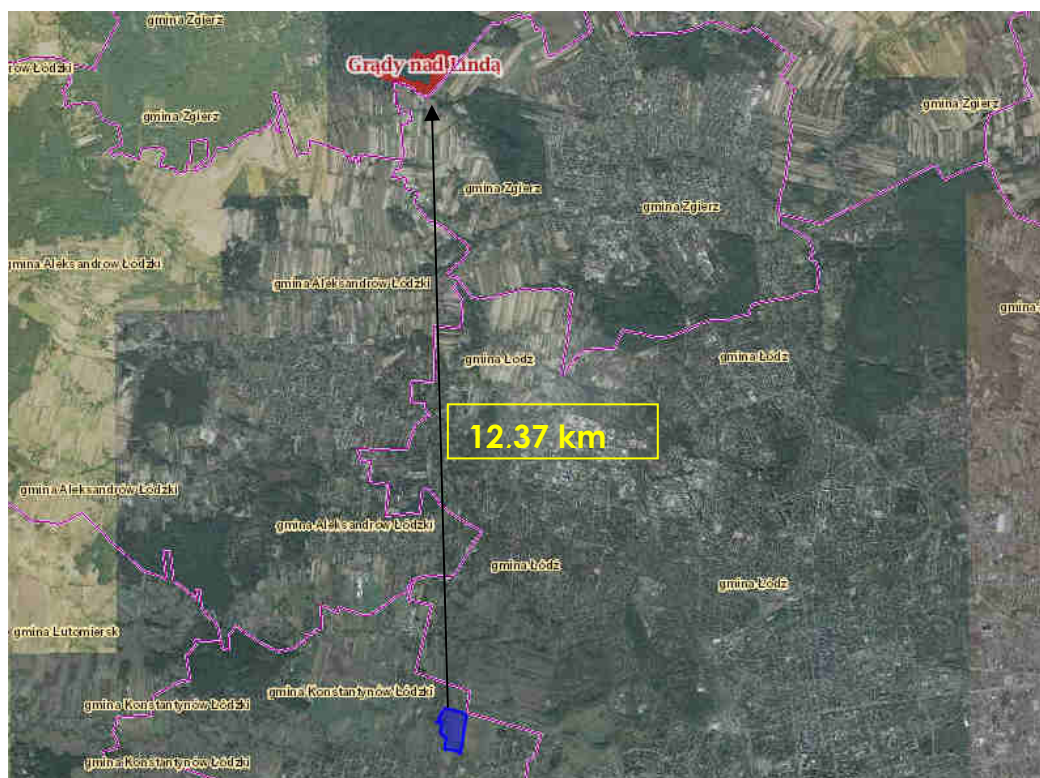 gmina Zgierz
Grądy nad Lindą
rów Łódzki
gmina Zgierz
gmina Zgierz
gmina Zgierz
gmina Zgierz
gmina Aleksandrów Łódzki
gmina Aleksandrów Łódzki
gmina Łódź
gmina Łódź
12.37 km
gmina Aleksandrów Łódzki
gmina Aleksandrów Łódzki
gmina Łódź
gmina Łódź
gmina Lutomiersk
gmina Konstantynów Łódzki
gmina Konstantynów Łódzki
gmina Konstantynów Łódzki